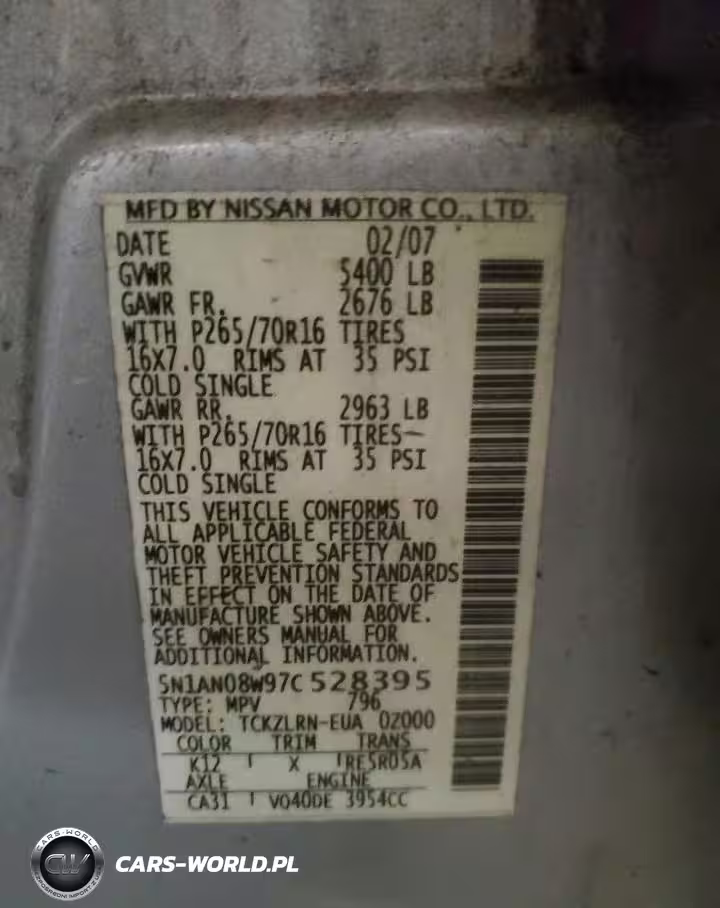 MFD BY NISSAN MOTOR CO., LTD.
DATE 02/07
GVWR 5400 LB
GAWR FR. 2676 LB
WITH P265/70R16 TIRES
16X7.0 RIMS AT 35 PSI
COLD SINGLE
GAWR RR. 2963 LB
WITH P265/70R16 TIRES
16X7.0 RIMS AT 35 PSI
COLD SINGLE
THIS VEHICLE CONFORMS TO
ALL APPLICABLE FEDERAL
MOTOR VEHICLE SAFETY AND
THEFT PREVENTION STANDARDS
IN EFFECT ON THE DATE OF
MANUFACTURE SHOWN ABOVE.
SEE OWNERS MANUAL FOR
ADDITIONAL INFORMATION.
5N1AN08W97C528395
TYPE: MPV 796
MODEL: TCKZLRN-EUA 0Z000
COLOR TRIM TRANS
K12 X RE5R05A
AXLE ENGINE
CA31 VQ40DE 3954CC
CARS-WORLD
CW
CARS-WORLD.PL